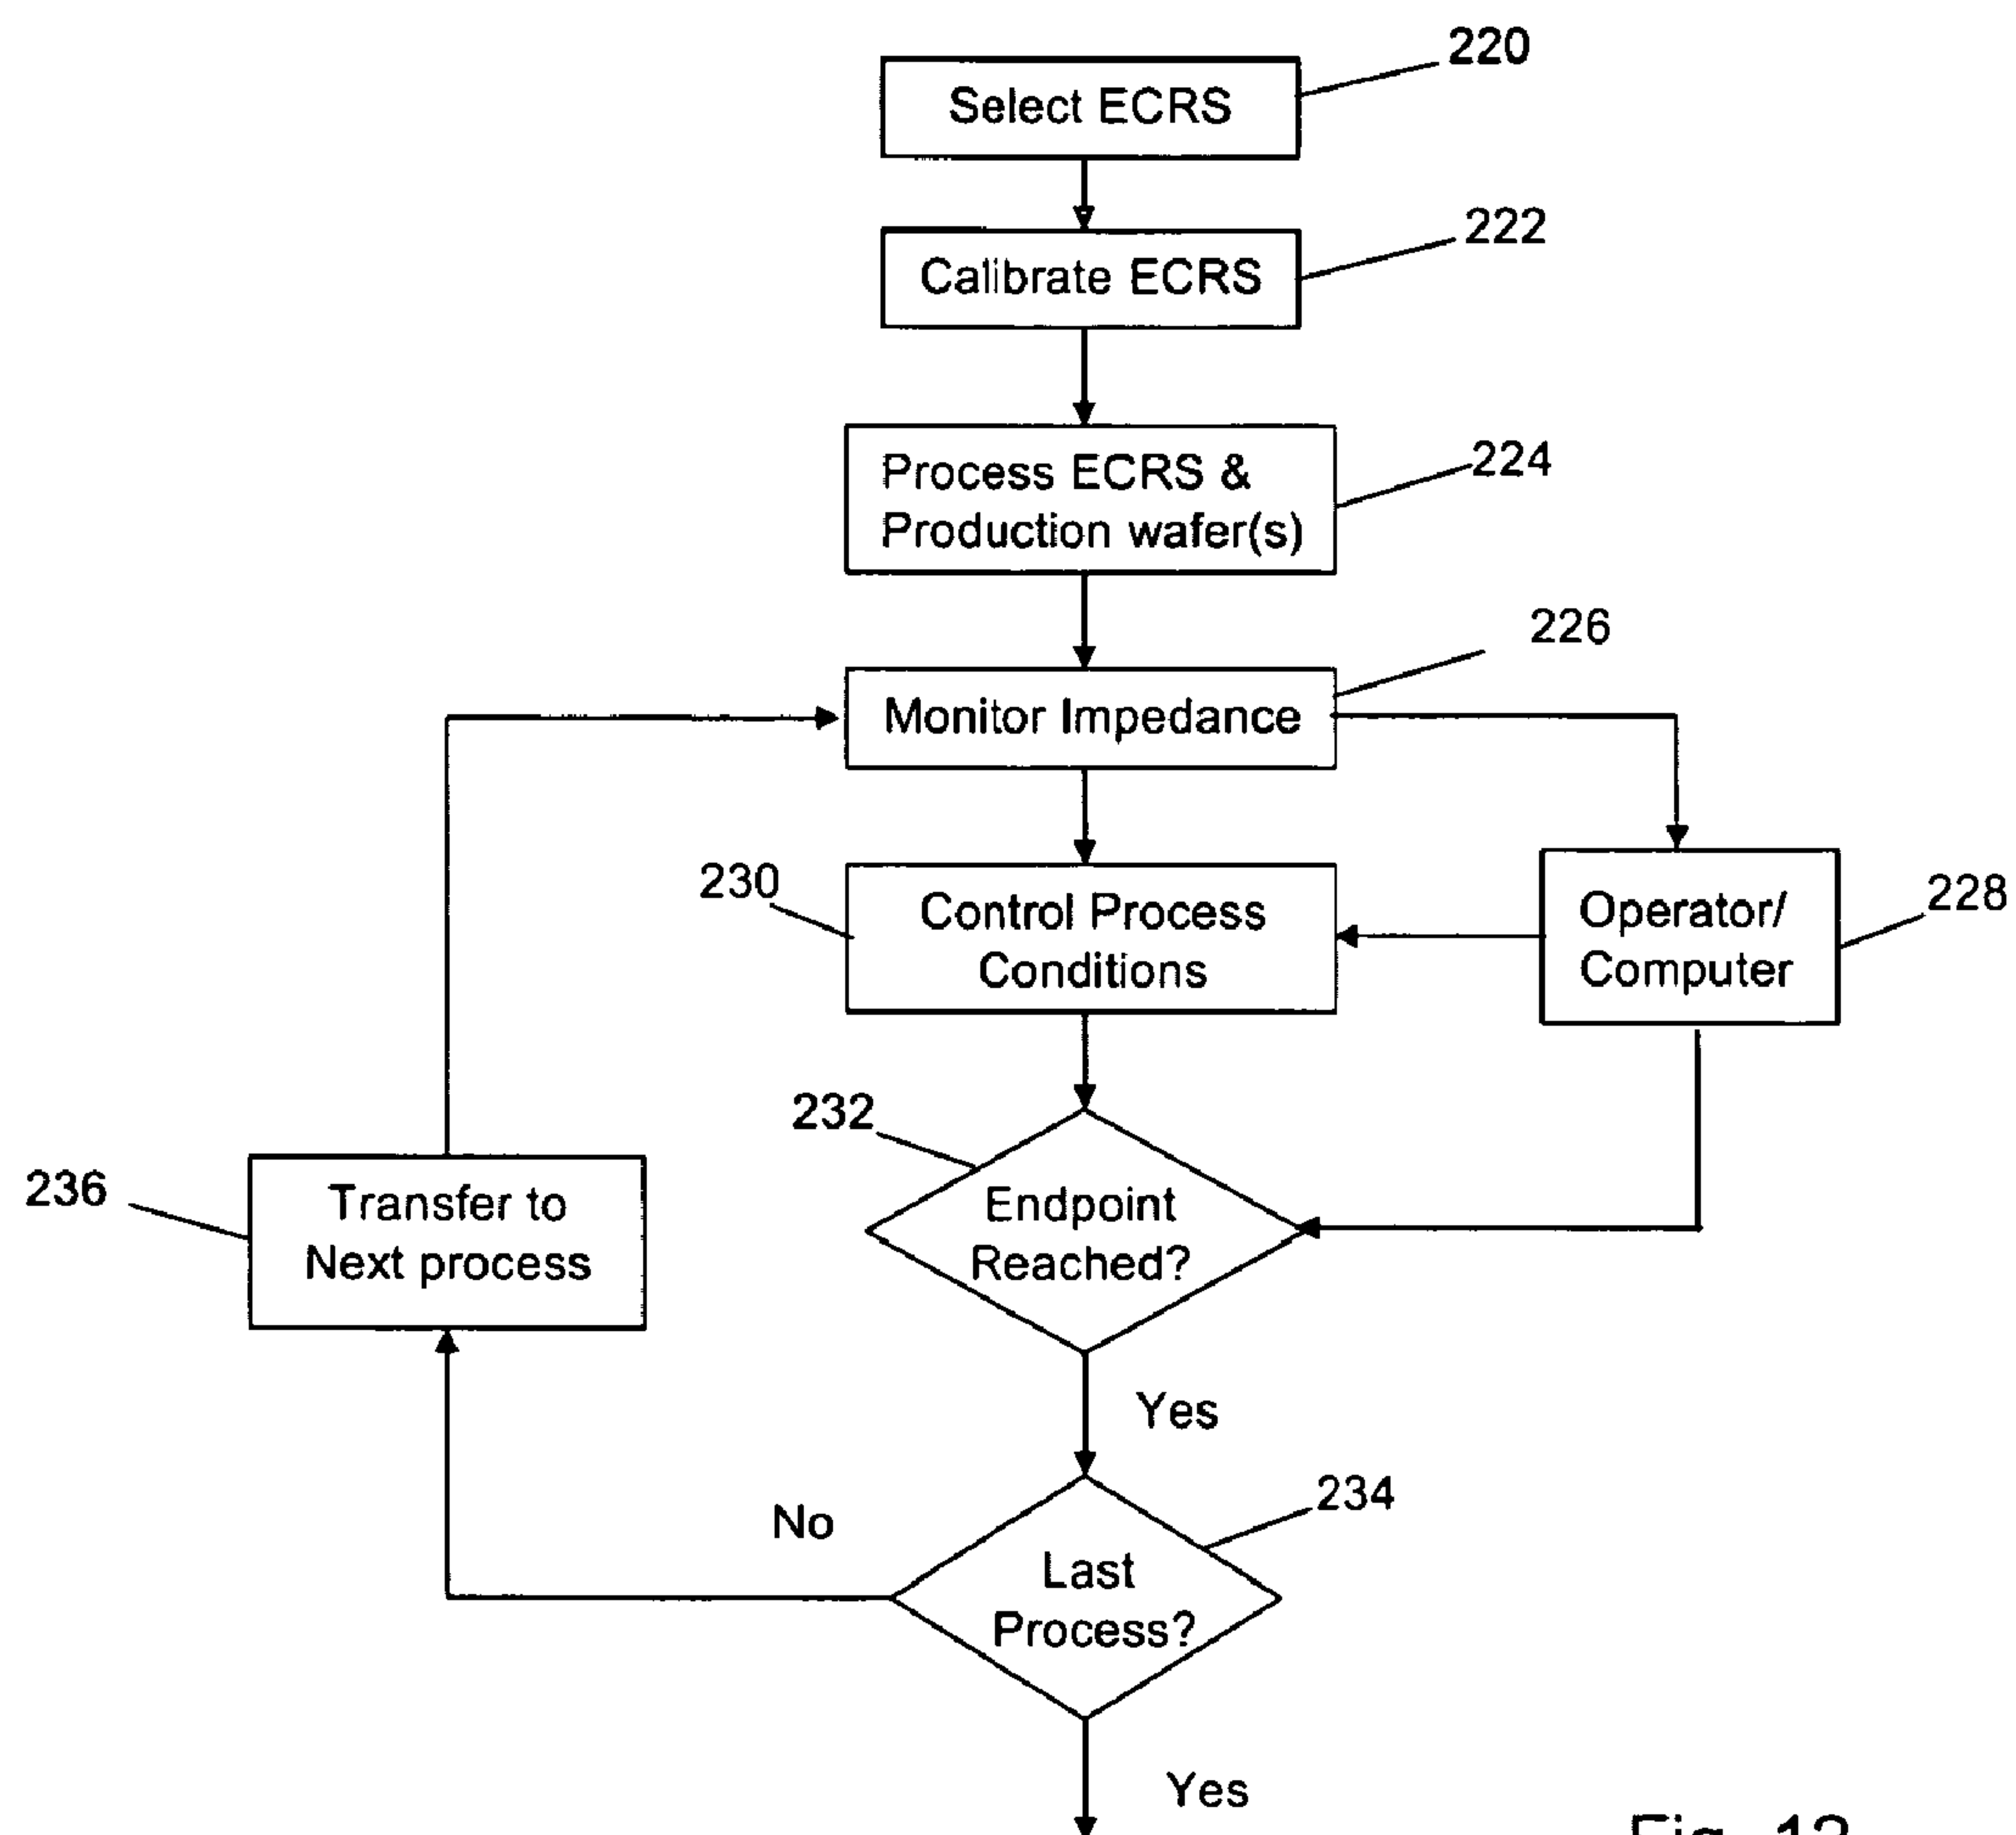 220
Select ECRS
222
Calibrate ECRS
224
Process ECRS &
Production wafer(s)
226
Monitor Impedance
230
Control Process
Conditions
228
Operator/
Computer
232
Endpoint
Reached?
236
Transfer to
Next process
Yes
No
234
Last
Process?
Yes
Fig.